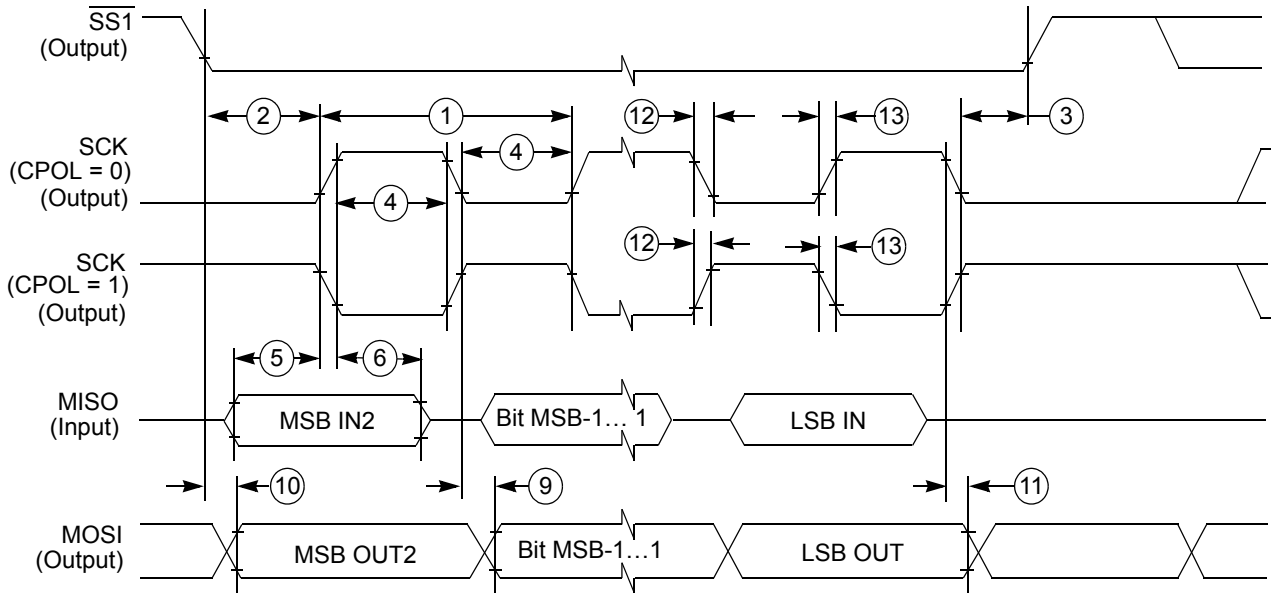 SS1
(Output)
2
1
12
13
3
SCK
(CPOL = 0)
(Output)
4
4
12
13
SCK
(CPOL = 1)
(Output)
5
6
MISO
(Input)
MSB IN2
Bit MSB-1… 1
LSB IN
10
9
11
MOSI
(Output)
MSB OUT2
Bit MSB-1…1
LSB OUT